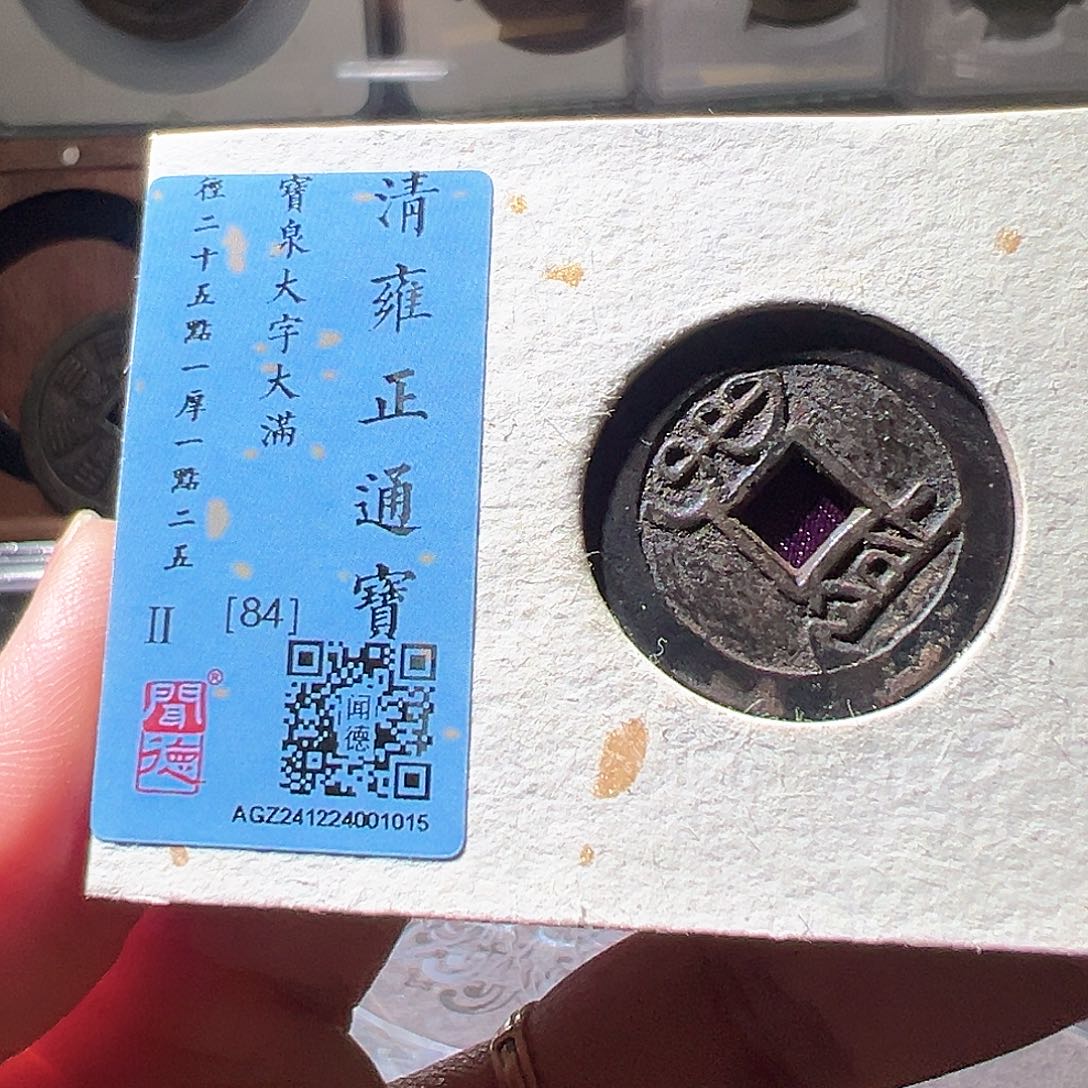 清雍正通寶
寶泉大字大滿
徑二十五點一厚一點二五
II [84]
聞德®
闻德
AGZ241224001015